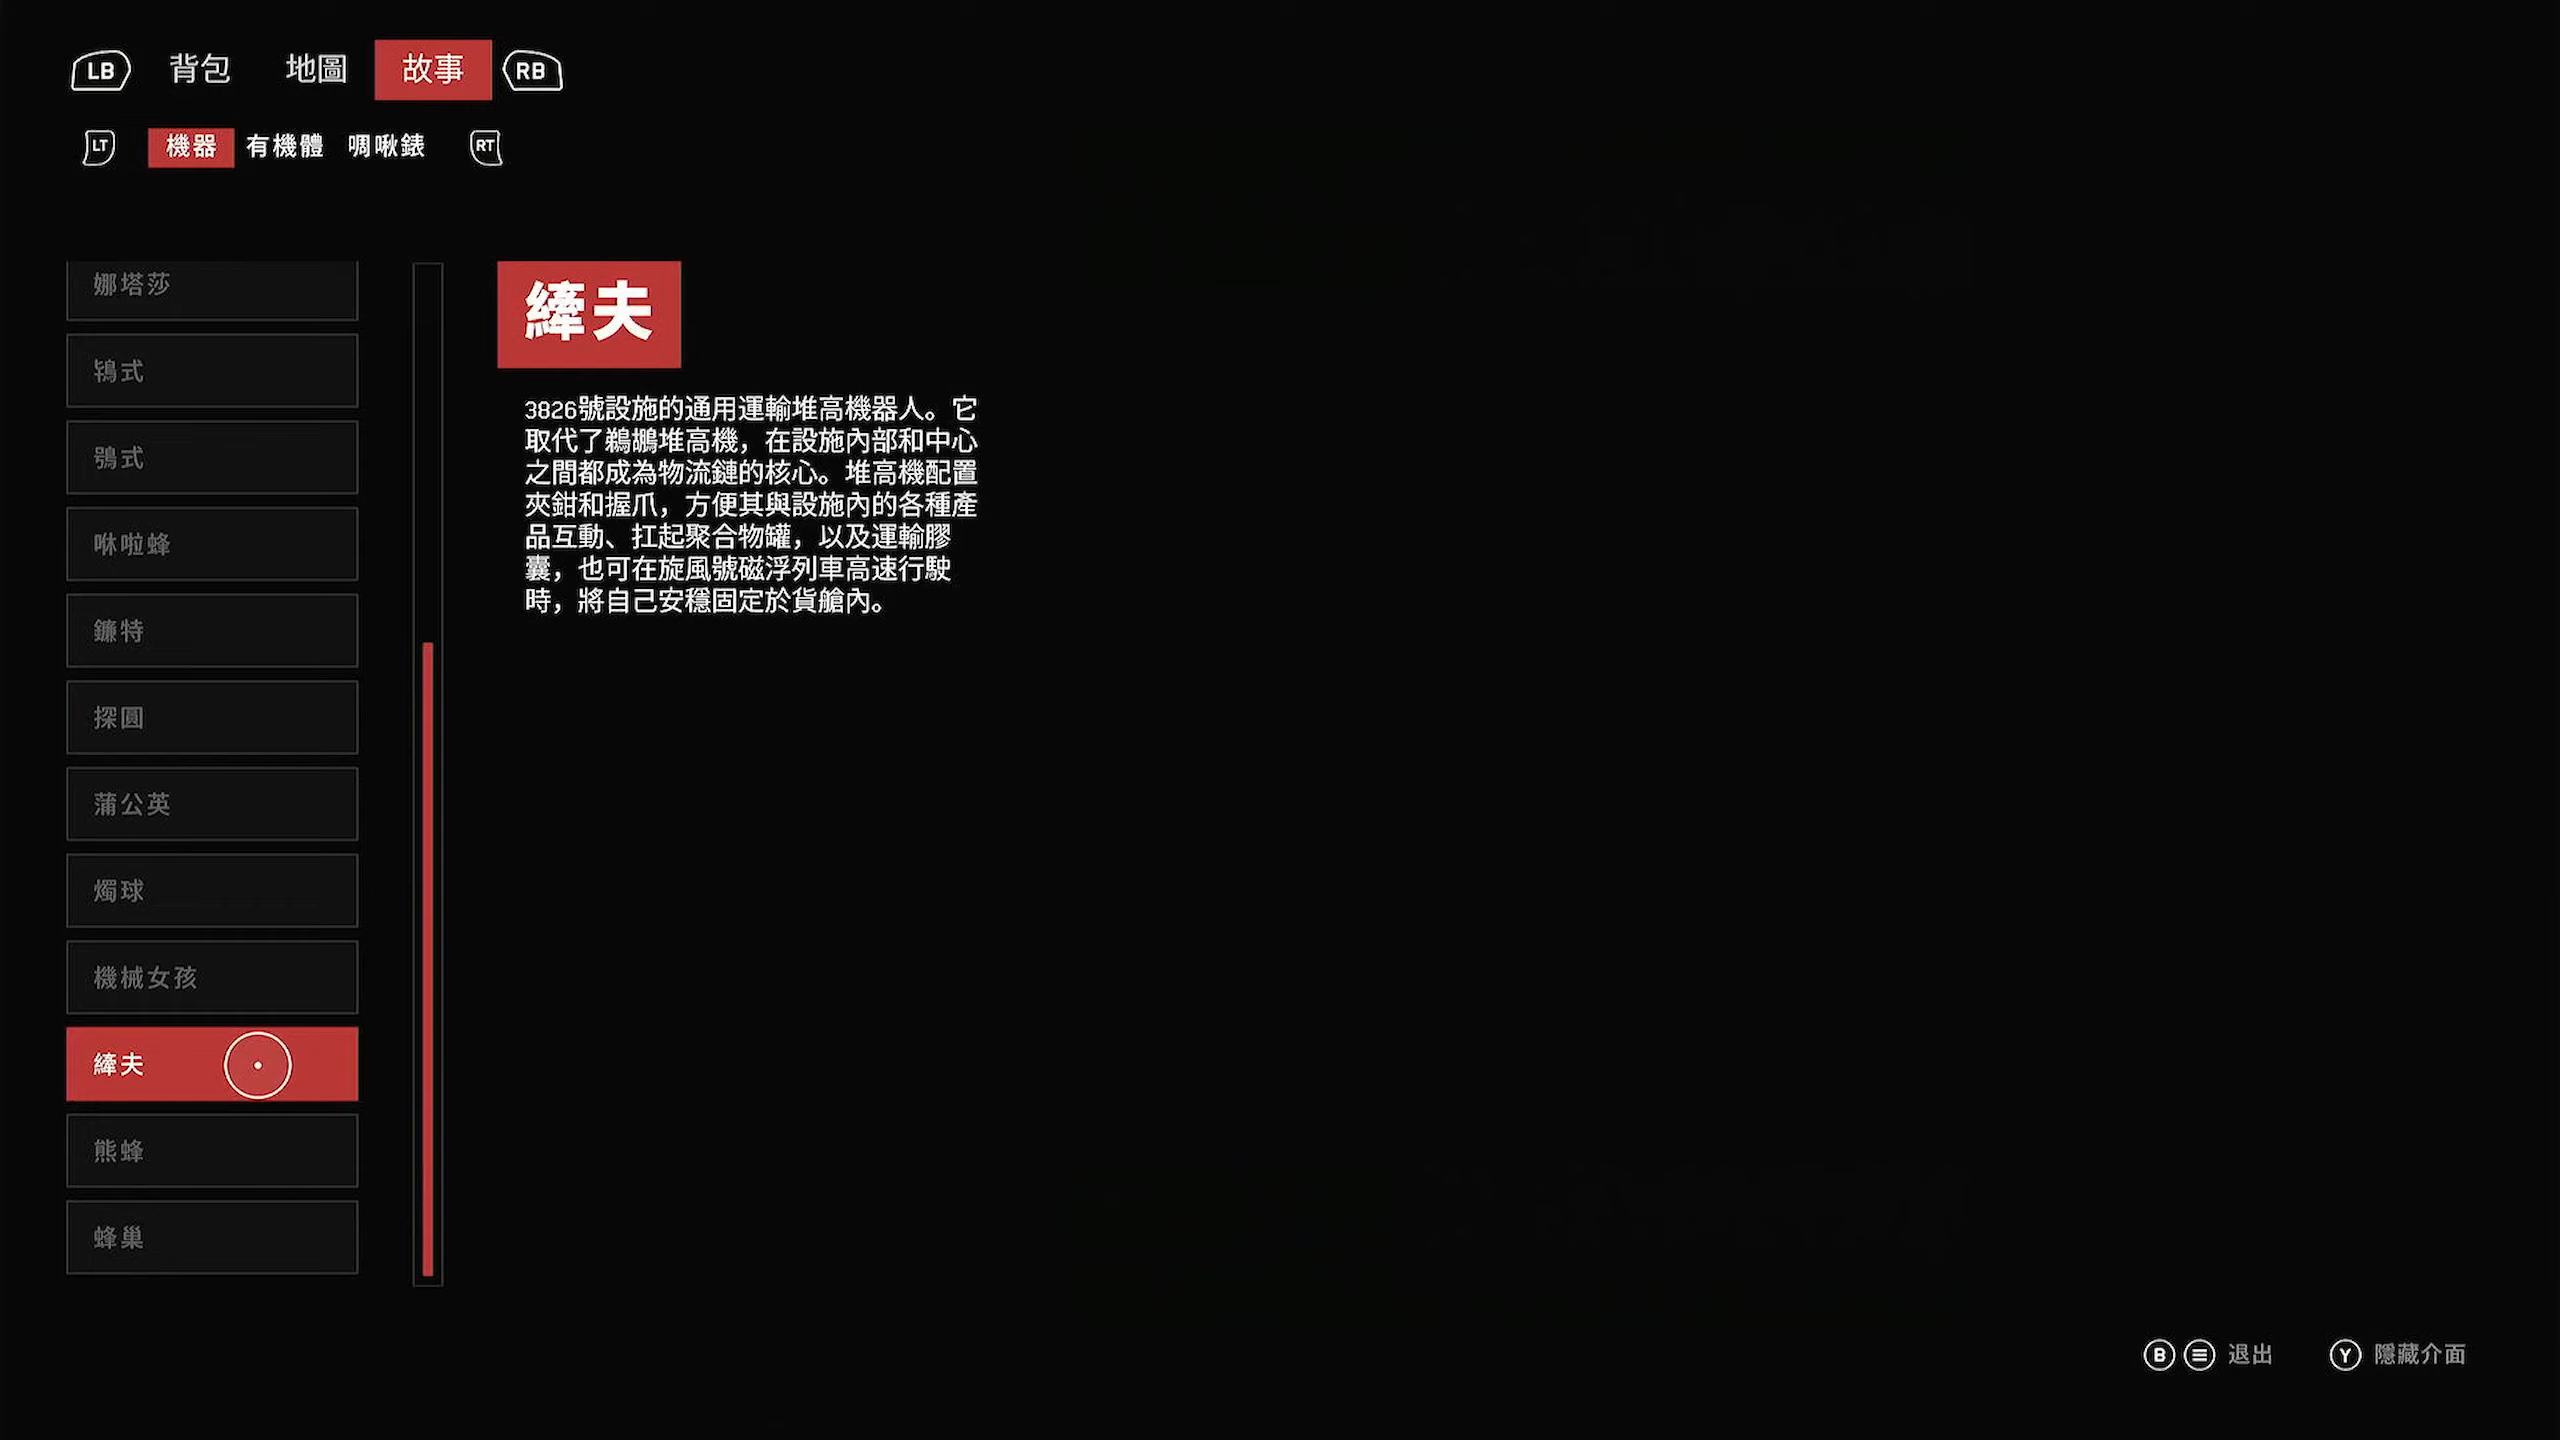 LB 背包 地圖 故事 RB
LT 機器 有機體 啁啾錶 RT
娜塔莎
鴇式
鴞式
咻啦蜂
鐮特
探圓
蒲公英
燭球
機械女孩
縴夫
熊蜂
蜂巢
縴夫
3826號設施的通用運輸堆高機器人。它
取代了鵜鶘堆高機，在設施內部和中心
之間都成為物流鏈的核心。堆高機配置
夾鉗和握爪，方便其與設施內的各種產
品互動、扛起聚合物罐，以及運輸膠
囊，也可在旋風號磁浮列車高速行駛
時，將自己安穩固定於貨艙內。
B 退出 Y 隱藏介面